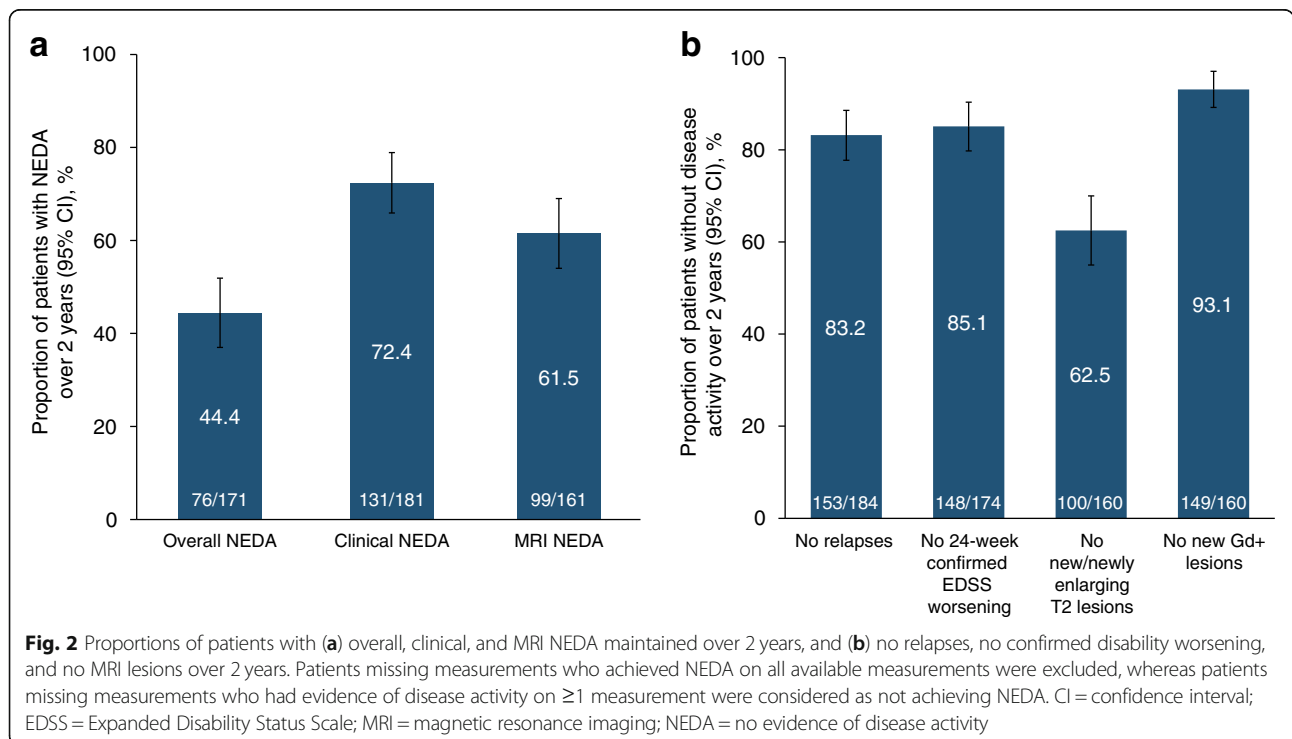 a
Proportion of patients with NEDA
over 2 years (95% CI), %
100
80
60
40
20
0
44.4
76/171
72.4
131/181
61.5
99/161
Overall NEDA
Clinical NEDA
MRI NEDA
b
Proportion of patients without disease
activity over 2 years (95% CI), %
100
80
60
40
20
0
83.2
153/184
85.1
148/174
62.5
100/160
93.1
149/160
No relapses
No 24-week
confirmed
EDSS
worsening
No
new/newly
enlarging
T2 lesions
No new Gd+
lesions
Fig. 2 Proportions of patients with (a) overall, clinical, and MRI NEDA maintained over 2 years, and (b) no relapses, no confirmed disability worsening,
and no MRI lesions over 2 years. Patients missing measurements who achieved NEDA on all available measurements were excluded, whereas patients
missing measurements who had evidence of disease activity on ≥1 measurement were considered as not achieving NEDA. CI = confidence interval;
EDSS = Expanded Disability Status Scale; MRI = magnetic resonance imaging; NEDA = no evidence of disease activity